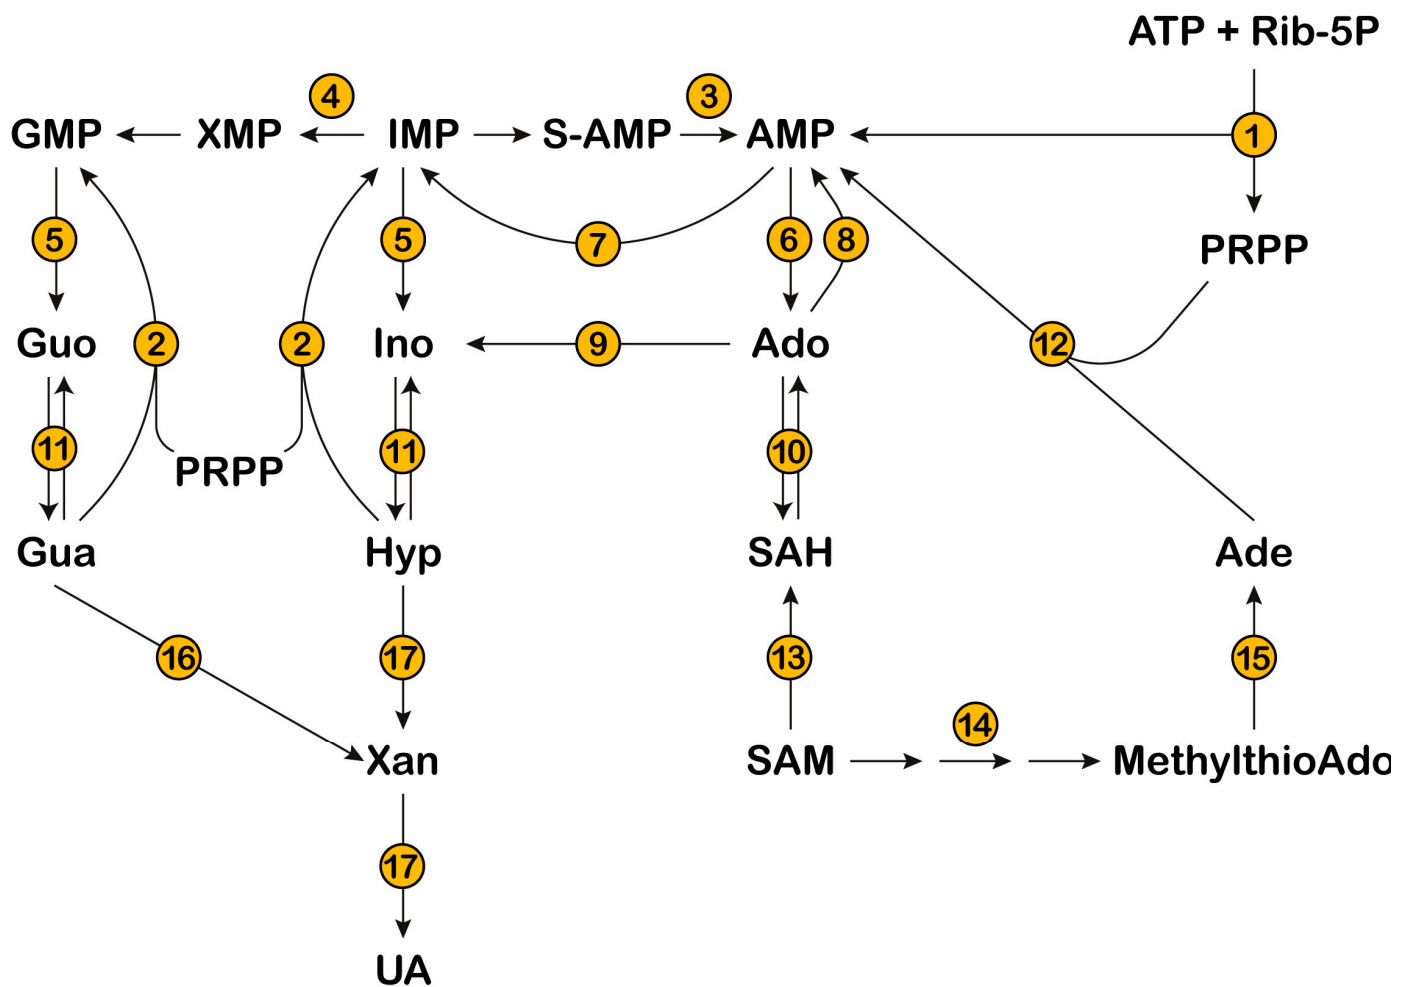 ATP + Rib-5P
4
3
GMP XMP IMP S-AMP AMP 1
5 5 7 6 8 PRPP
Guo 2 2 Ino 9 Ado 12
11 PRPP 11 10
Gua Hyp SAH Ade
16 17 13 15
14
Xan SAM MethylthioAdo
17
UA